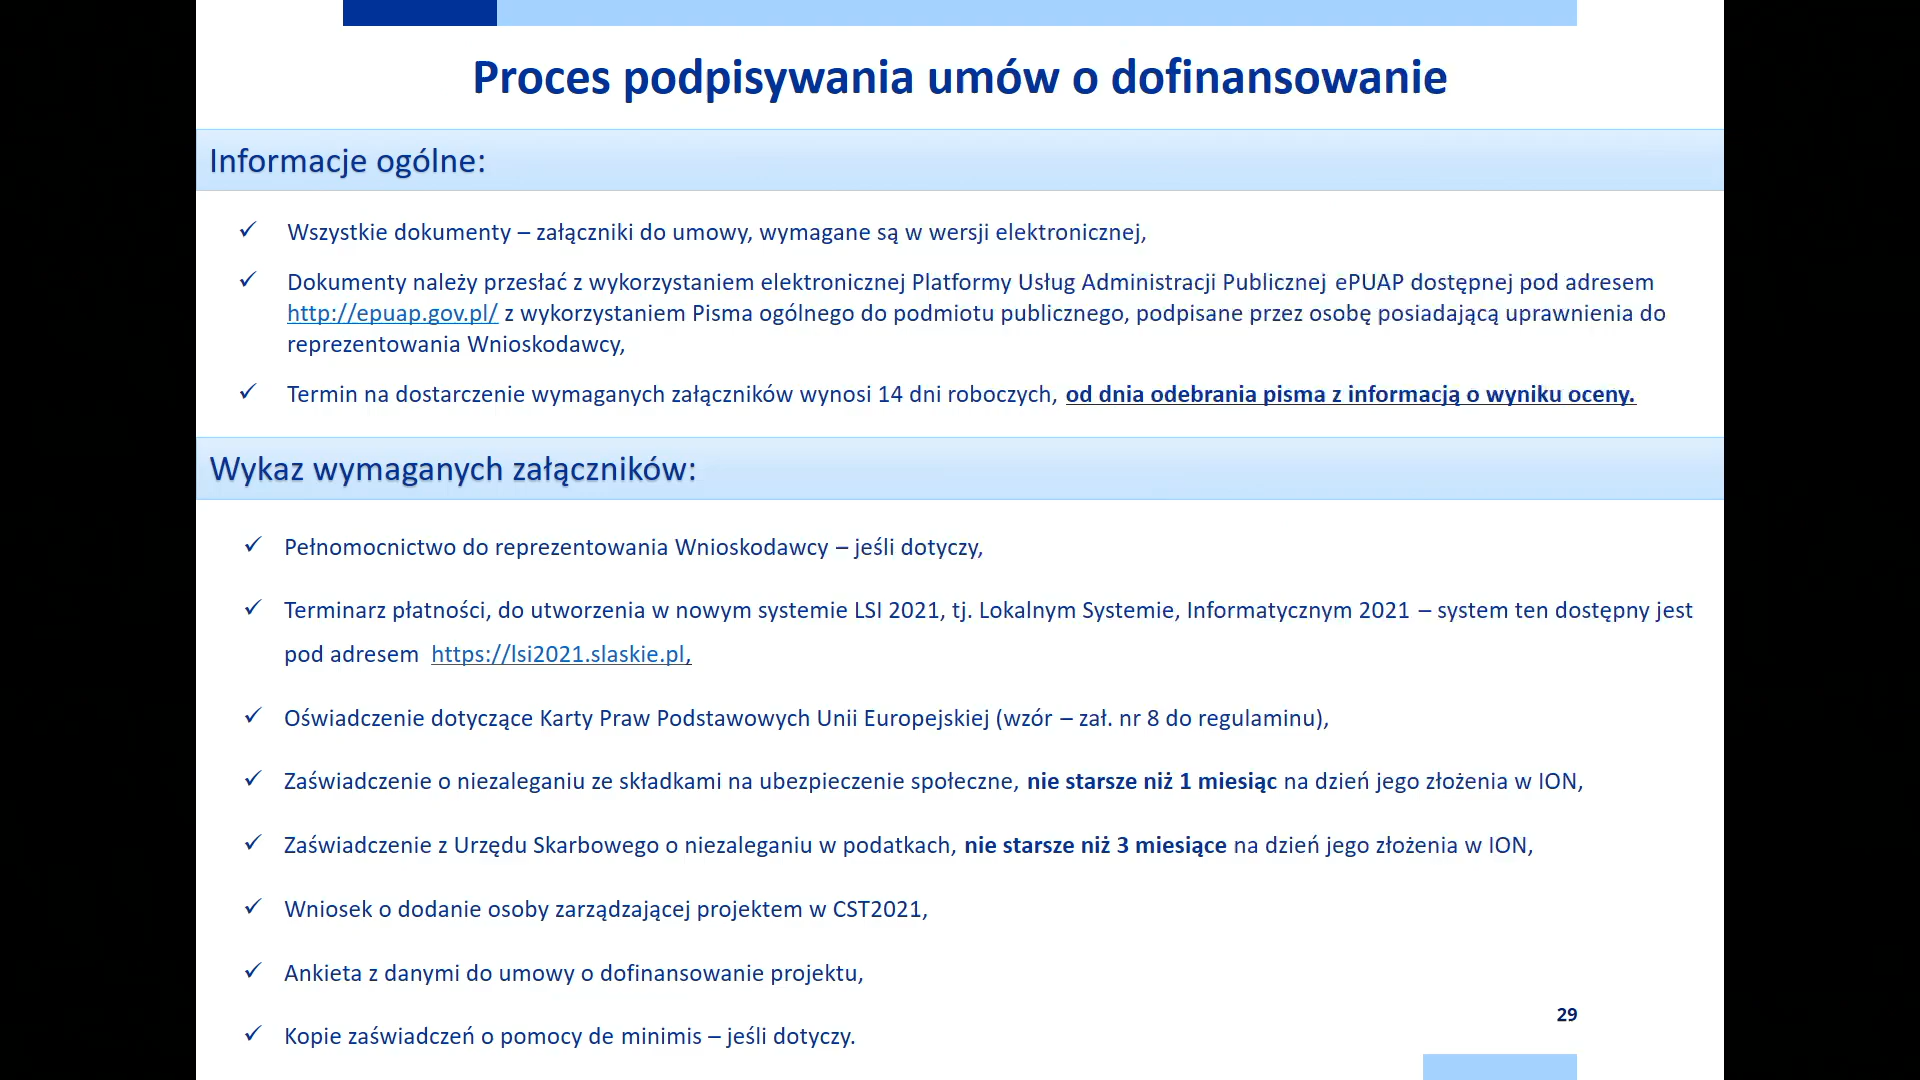 Proces podpisywania umów o dofinansowanie
Informacje ogólne:
✓ Wszystkie dokumenty – załączniki do umowy, wymagane są w wersji elektronicznej,
✓ Dokumenty należy przesłać z wykorzystaniem elektronicznej Platformy Usług Administracji Publicznej ePUAP dostępnej pod adresem
http://epuap.gov.pl/ z wykorzystaniem Pisma ogólnego do podmiotu publicznego, podpisane przez osobę posiadającą uprawnienia do
reprezentowania Wnioskodawcy,
✓ Termin na dostarczenie wymaganych załączników wynosi 14 dni roboczych, od dnia odebrania pisma z informacją o wyniku oceny.
Wykaz wymaganych załączników:
✓ Pełnomocnictwo do reprezentowania Wnioskodawcy – jeśli dotyczy,
✓ Terminarz płatności, do utworzenia w nowym systemie LSI 2021, tj. Lokalnym Systemie, Informatycznym 2021 – system ten dostępny jest
pod adresem https://lsi2021.slaskie.pl,
✓ Oświadczenie dotyczące Karty Praw Podstawowych Unii Europejskiej (wzór – zał. nr 8 do regulaminu),
✓ Zaświadczenie o niezaleganiu ze składkami na ubezpieczenie społeczne, nie starsze niż 1 miesiąc na dzień jego złożenia w ION,
✓ Zaświadczenie z Urzędu Skarbowego o niezaleganiu w podatkach, nie starsze niż 3 miesiące na dzień jego złożenia w ION,
✓ Wniosek o dodanie osoby zarządzającej projektem w CST2021,
✓ Ankieta z danymi do umowy o dofinansowanie projektu,
✓ Kopie zaświadczeń o pomocy de minimis – jeśli dotyczy.
29